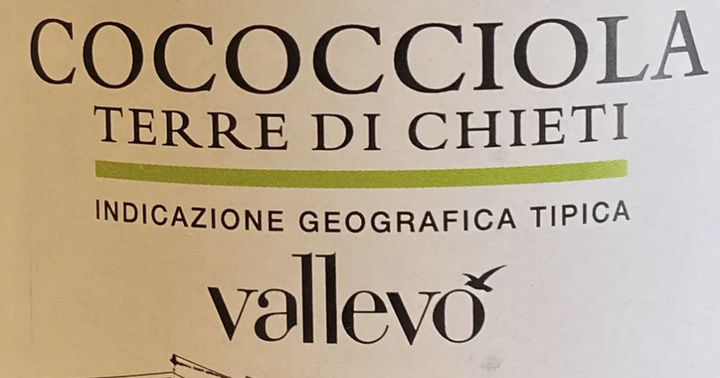 COCOCCIOLA
TERRE DI CHIETI
INDICAZIONE GEOGRAFICA TIPICA
vallevò